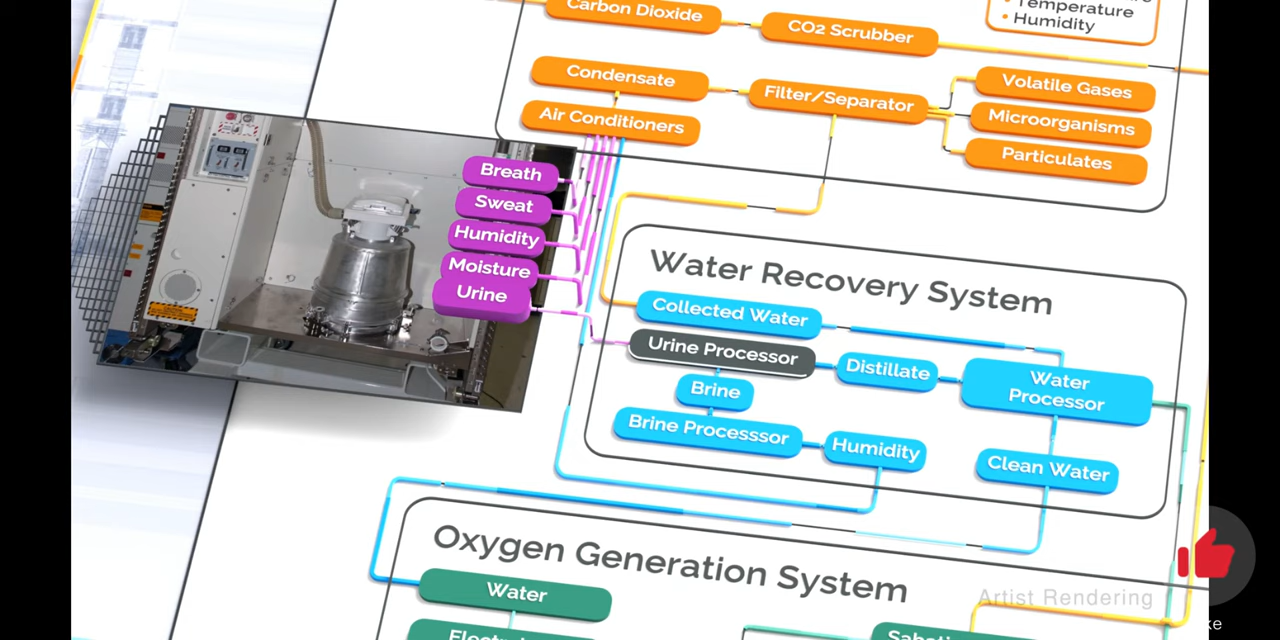 Carbon Dioxide
CO2 Scrubber
Temperature
• Humidity
Condensate
Filter/Separator
Volatile Gases
Air Conditioners
Microorganisms
Particulates
Breath
Sweat
Humidity
Moisture
Urine
Water Recovery System
Collected Water
Urine Processor
Distillate
Water
Processor
Brine
Brine Processsor
Humidity
Clean Water
Oxygen Generation System
Water
Artist Rendering